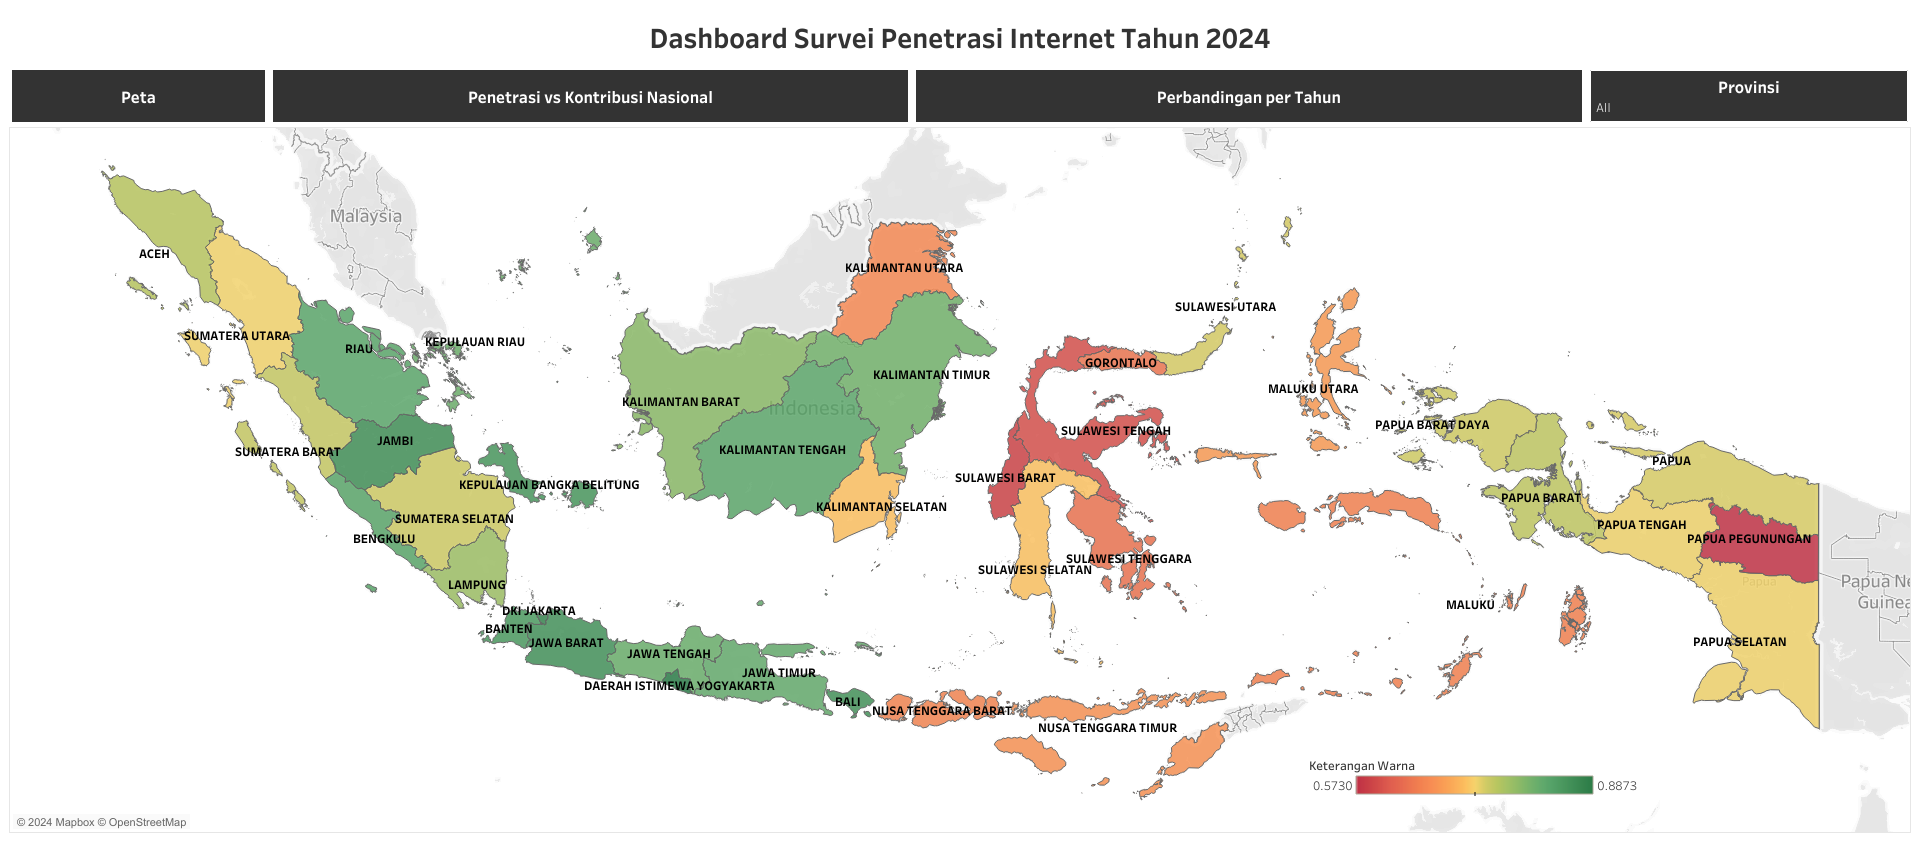 Dashboard Survei Penetrasi Internet Tahun 2024
Peta
Penetrasi vs Kontribusi Nasional
Perbandingan per Tahun
Provinsi
All
Malaysia
ACEH
KALIMANTAN UTARA
SULAWESI UTARA
SUMATERA UTARA
RIAU
KEPULAUAN RIAU
GORONTALO
KALIMANTAN TIMUR
MALUKU UTARA
KALIMANTAN BARAT
Indonesia
PAPUA BARAT DAYA
SULAWESI TENGAH
JAMBI
SUMATERA BARAT
KALIMANTAN TENGAH
PAPUA
SULAWESI BARAT
KEPULAUAN BANGKA BELITUNG
PAPUA BARAT
KALIMANTAN SELATAN
SUMATERA SELATAN
PAPUA TENGAH
BENGKULU
PAPUA PEGUNUNGAN
SULAWESI TENGGARA
SULAWESI SELATAN
Papua
Papua Ne
Guinea
LAMPUNG
MALUKU
DKI JAKARTA
BANTEN
JAWA BARAT
PAPUA SELATAN
JAWA TENGAH
JAWA TIMUR
DAERAH ISTIMEWA YOGYAKARTA
BALI
NUSA TENGGARA BARAT
NUSA TENGGARA TIMUR
Keterangan Warna
0.5730
0.8873
© 2024 Mapbox © OpenStreetMap